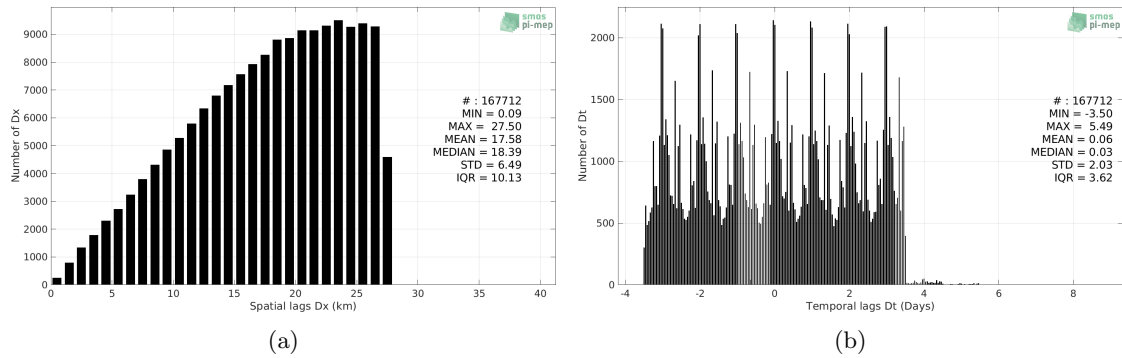 smos
pi-mep
9000
8000
7000
6000
5000
4000
3000
2000
1000
0
Number of Dx
# : 167712
MIN = 0.09
MAX = 27.50
MEAN = 17.58
MEDIAN = 18.39
STD = 6.49
IQR = 10.13
0 5 10 15 20 25 30 35 40
Spatial lags Dx (km)
(a)
smos
pi-mep
2000
1500
1000
500
0
Number of Dt
# : 167712
MIN = -3.50
MAX = 5.49
MEAN = 0.06
MEDIAN = 0.03
STD = 2.03
IQR = 3.62
-4 -2 0 2 4 6 8
Temporal lags Dt (Days)
(b)